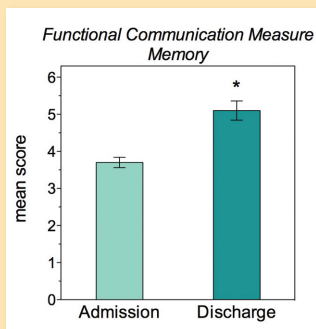 Functional Communication Measure
Memory
6
5
4
3
2
1
0
mean score
*
Admission Discharge